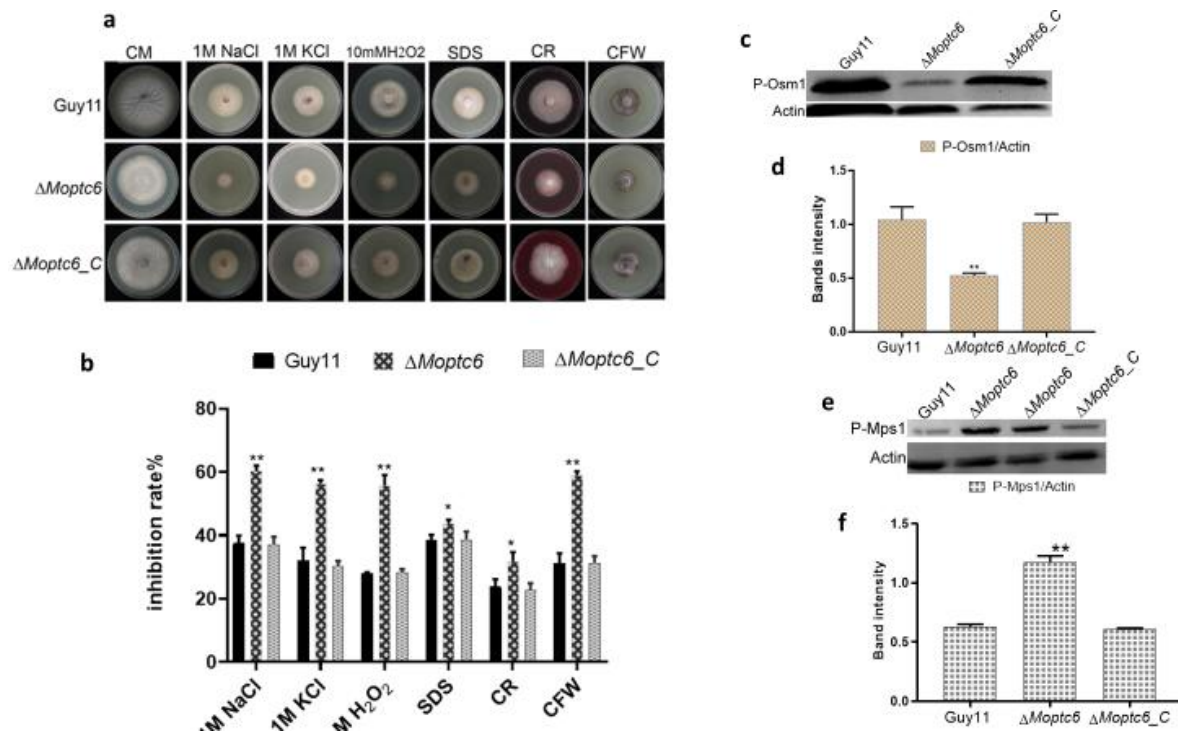 a
CM 1M NaCl 1M KCl 10mMH2O2 SDS CR CFW
Guy11
ΔMoptc6
ΔMoptc6_C
b
Guy11 ΔMoptc6 ΔMoptc6_C
inhibition rate%
80
60
40
20
0
** ** ** * * **
1M NaCl 1M KCl M H2O2 SDS CR CFW
c
Guy11 ΔMoptc6 ΔMoptc6_C
P-Osm1
Actin
P-Osm1/Actin
d
Bands intensity
1.5
1.0
0.5
0.0
**
Guy11 ΔMoptc6 ΔMoptc6_C
e
Guy11 ΔMoptc6 ΔMoptc6 ΔMoptc6_C
P-Mps1
Actin
P-Mps1/Actin
f
Band intensity
1.5
1.0
0.5
0.0
**
Guy11 ΔMoptc6 ΔMoptc6_C